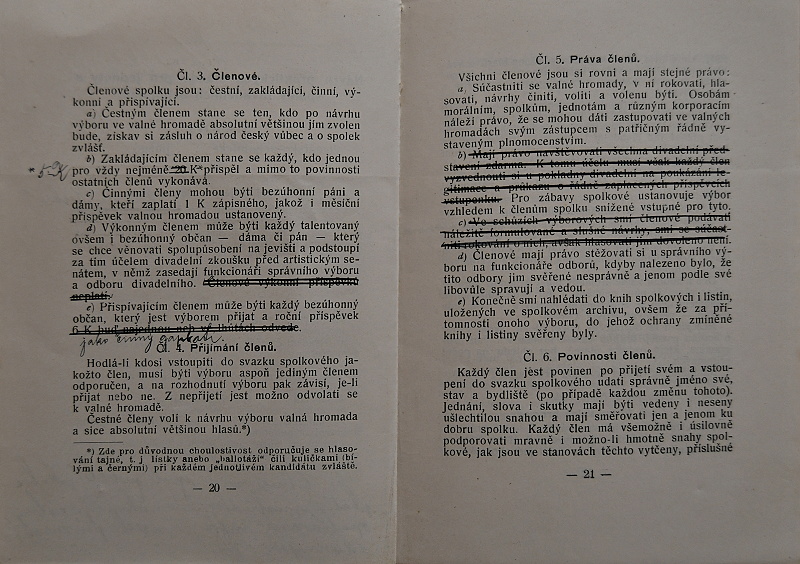 Čl. 3. Členové.
Členové spolku jsou: čestní, zakládající, činní, vý-
konní a přispívající.
a) Čestným členem stane se ten, kdo po návrhu
výboru ve valné hromadě absolutní většinou jím zvolen
bude, získav si zásluh o národ český vůbec a o spolek
zvlášť.
b) Zakládajícím členem stane se každý, kdo jednou
pro vždy nejméně 20 K* přispěl a mimo to povinnosti
ostatních členů vykonává.
c) Činnými členy mohou býti bezúhonní páni a
dámy, kteří zaplatí 1 K zápisného, jakož i měsíční
příspěvek valnou hromadou ustanovený.
d) Výkonným členem může býti každý talentovaný
ovšem i bezúhonný občan — dáma či pán — který
se chce věnovati spolupůsobení na jevišti a podstoupí
za tím účelem divadelní zkoušku před artistickým se-
nátem, v němž zasedají funkcionáři správního výboru
a odboru divadelního. Členové výkonní příspěvku
neplatí.
e) Přispívajícím členem může býti každý bezúhonný
občan, který jest výborem přijat a roční příspěvek
6 K buď najednou neb ve lhůtách odvede.
jako činný
Čl. 4. Přijímání členů.
Hodlá-li kdosi vstoupiti do svazku spolkového ja-
kožto člen, musí býti výboru aspoň jediným členem
odporučen, a na rozhodnutí výboru pak závisí, je-li
přijat nebo ne. Z nepřijetí jest možno odvolati se
k valné hromadě.
Čestné členy volí k návrhu výboru valná hromada
a sice absolutní většinou hlasů.*)
*) Zde pro důvodnou choulostivost odporučuje se hlaso-
vání tajné, t. j lístky anebo „ballotáží“ čili kuličkami (bí-
lými a černými) při každém jednotlivém kandidátu zvláště.
— 20 —
Čl. 5. Práva členů.
Všichni členové jsou si rovni a mají stejné právo:
a) Súčastniti se valné hromady, v ní rokovati, hla-
sovati, návrhy činiti, voliti a volenu býti. Osobám
morálním, spolkům, jednotám a různým korporacím
náleží právo, že se mohou dáti zastupovati ve valných
hromadách svým zástupcem s patřičným řádně vy-
staveným plnomocenstvím.
b) Mají právo navštěvovati všechna divadelní před-
stavení zdarma. K tomu účelu musí však každý člen
vyzvednouti si u pokladny divadelní na poukázání le-
gitimace a průkazu o řádně zaplacených příspěvcích
vstupenku. Pro zábavy spolkové ustanovuje výbor
vzhledem k členům spolku snížené vstupné pro tyto.
c) Ve schůzích výborových smí členové podávati
náležitě formulované a slušné návrhy, smí se súčast-
niti rokování o nich, avšak hlasovati jim dovoleno není.
d) Členové mají právo stěžovati si u správního vý-
boru na funkcionáře odborů, kdyby nalezeno bylo, že
tito odbory jim svěřené nesprávně a jenom podle své
libovůle spravují a vedou.
e) Konečně smí nahlédati do knih spolkových i listin,
uložených ve spolkovém archivu, ovšem že za pří-
tomnosti onoho výboru, do jehož ochrany zmíněné
knihy i listiny svěřeny byly.
Čl. 6. Povinnosti členů.
Každý člen jest povinen po přijetí svém a vstou-
pení do svazku spolkového udati správně jméno své,
stav a bydliště (po případě každou změnu tohoto).
Jednání, slova i skutky mají býti vedeny i neseny
ušlechtilou snahou a mají směřovati jen a jenom ku
dobru spolku. Každý člen má všemožně i úsilovně
podporovati mravně i možno-li hmotně snahy spol-
kové, jak jsou ve stanovách těchto vytčeny, příslušné
— 21 —